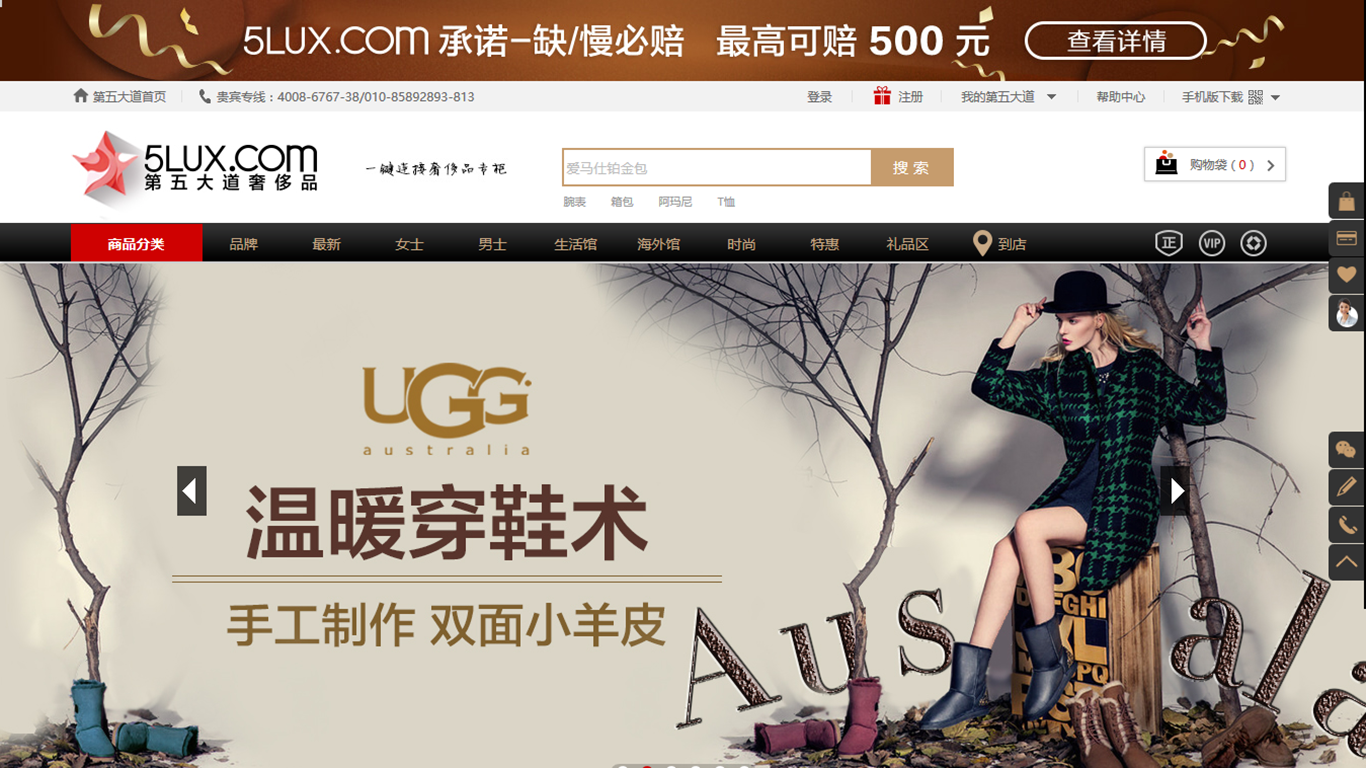 5LUX.COM 承诺-缺/慢必赔 最高可赔 500 元 查看详情
第五大道首页 贵宾专线:4008-6767-38/010-85892893-813 登录 注册 我的第五大道 帮助中心 手机版下载
5LUX.COM
第五大道奢侈品
一键连接奢侈品专柜
爱马仕铂金包 搜 索
购物袋 ( 0 )
腕表 箱包 阿玛尼 T恤
商品分类 品牌 最新 女士 男士 生活馆 海外馆 时尚 特惠 礼品区 到店 正 VIP
UGG
australia
温暖穿鞋术
手工制作 双面小羊皮
Aus ala